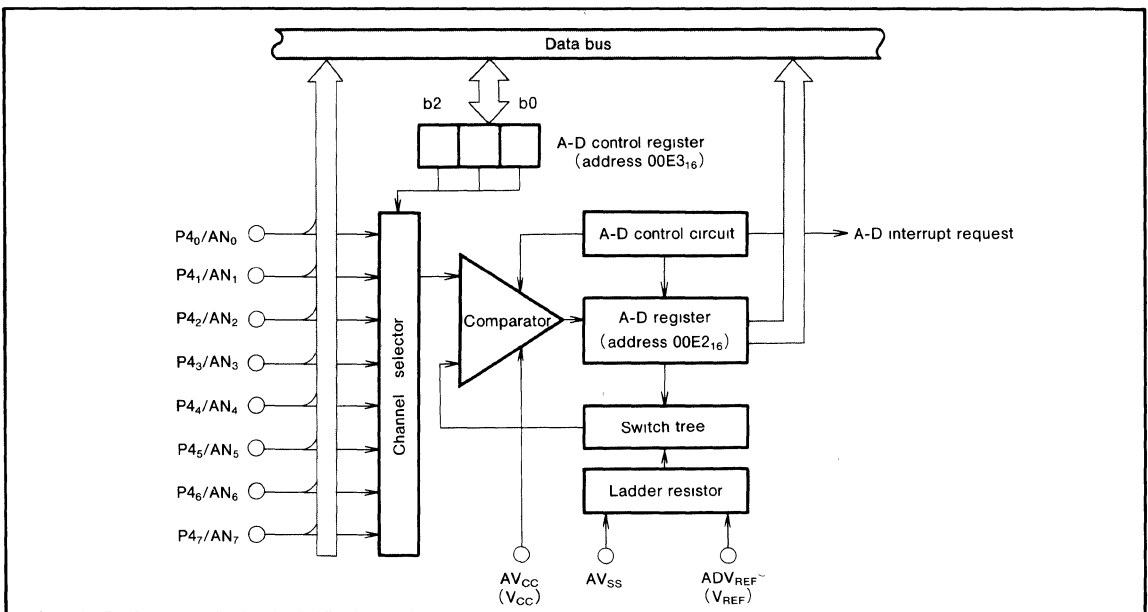 Data bus
b2 b0
A-D control register
(address 00E3₁₆)
P4₀/AN₀
P4₁/AN₁
P4₂/AN₂
P4₃/AN₃
P4₄/AN₄
P4₅/AN₅
P4₆/AN₆
P4₇/AN₇
Channel selector
Comparator
A-D control circuit
A-D interrupt request
A-D register
(address 00E2₁₆)
Switch tree
Ladder resistor
AV_CC
(V_CC)
AV_SS
ADV_REF
(V_REF)